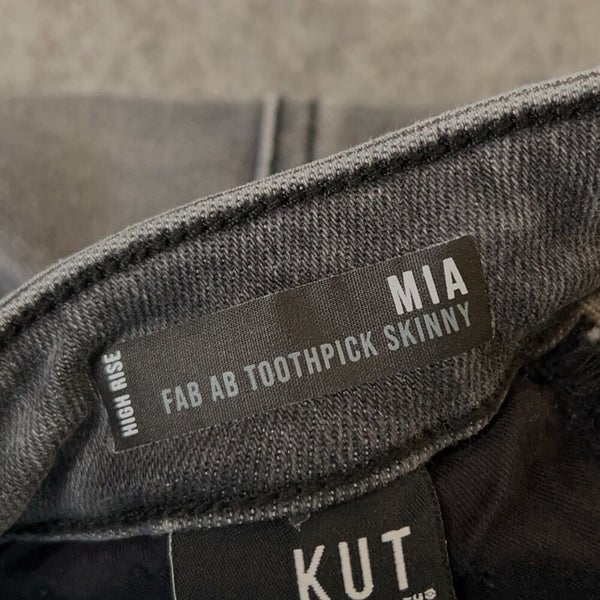 MIA
FAB AB TOOTHPICK SKINNY
HIGH RISE
KUT